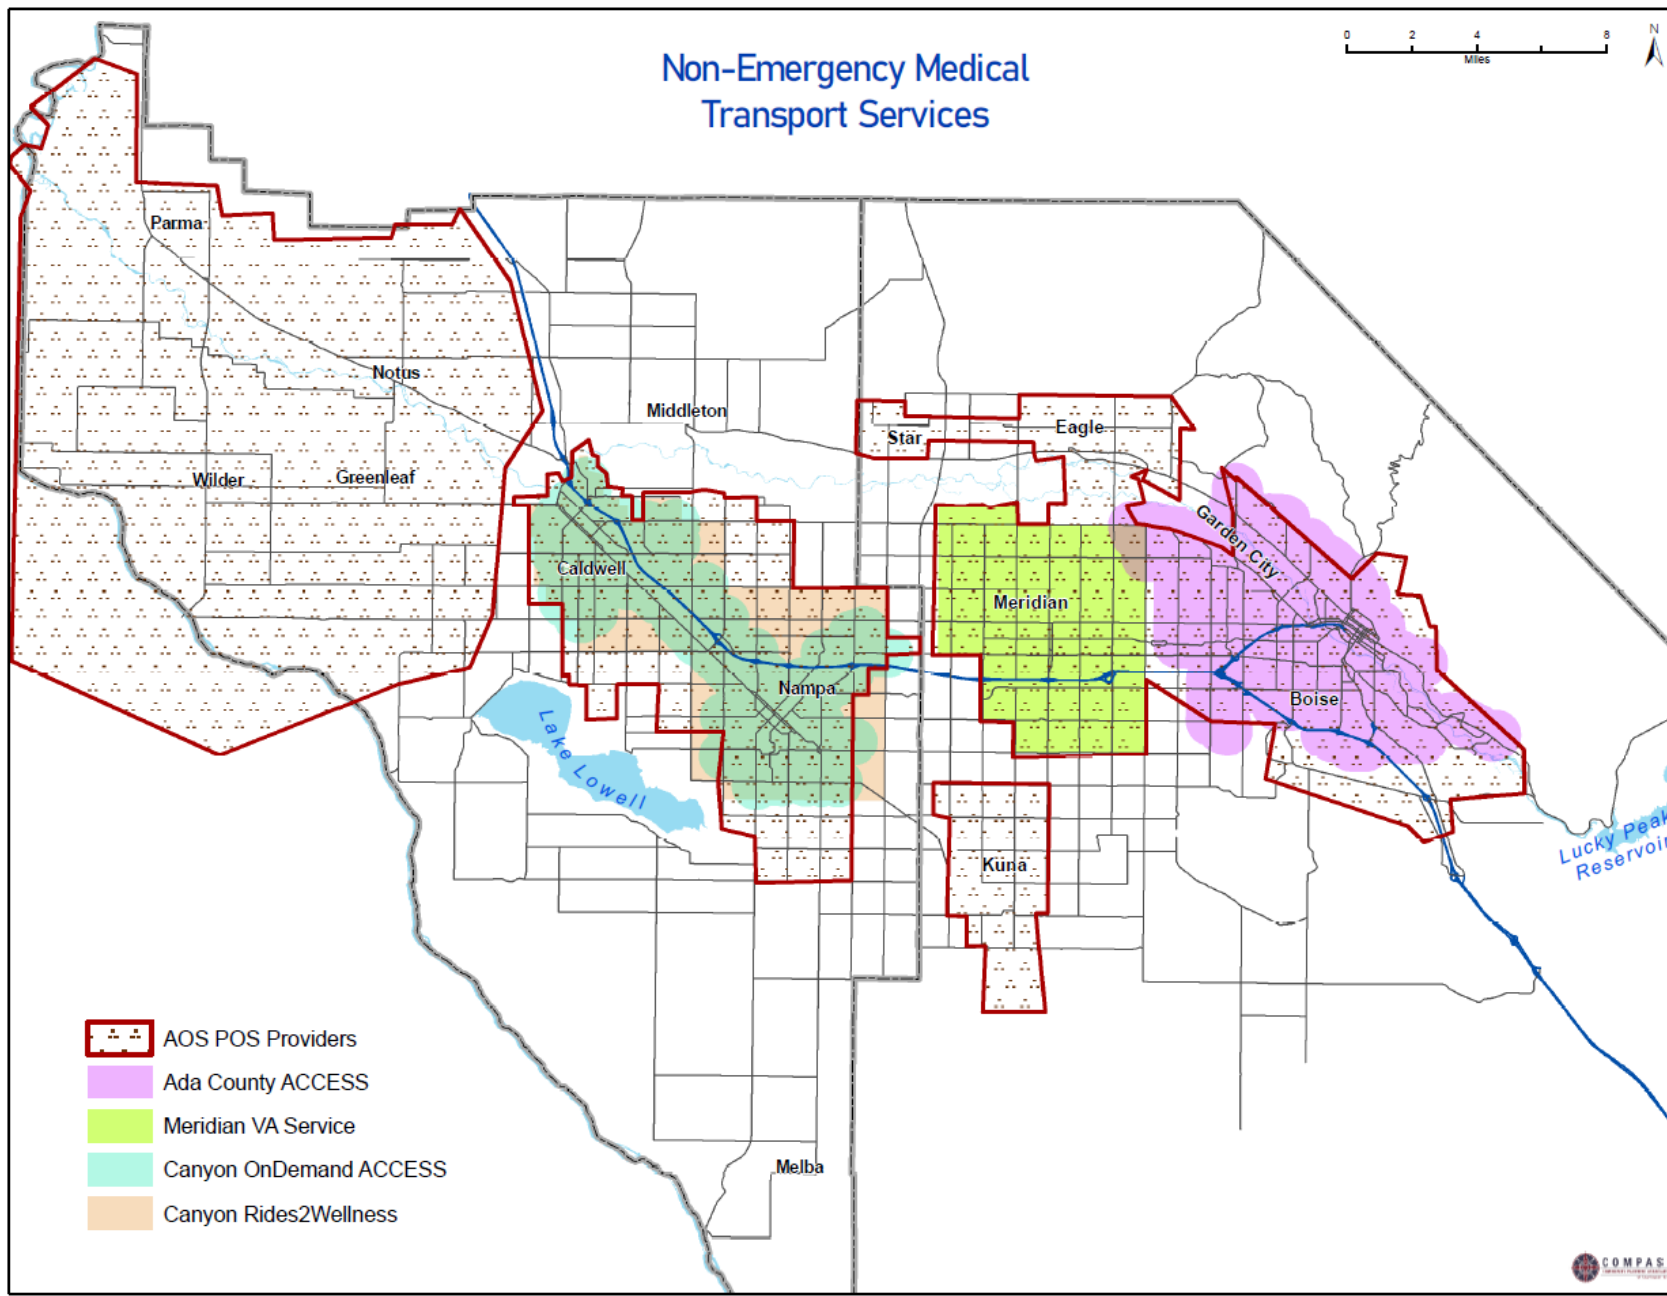 Non-Emergency Medical
Transport Services
0 2 4 8
Miles
N
Parma
Notus
Middleton
Star
Eagle
Wilder
Greenleaf
Garden City
Caldwell
Meridian
Nampa
Boise
Lake Lowell
Kuna
Lucky Peak
Reservoir
Melba
AOS POS Providers
Ada County ACCESS
Meridian VA Service
Canyon OnDemand ACCESS
Canyon Rides2Wellness
COMPAS